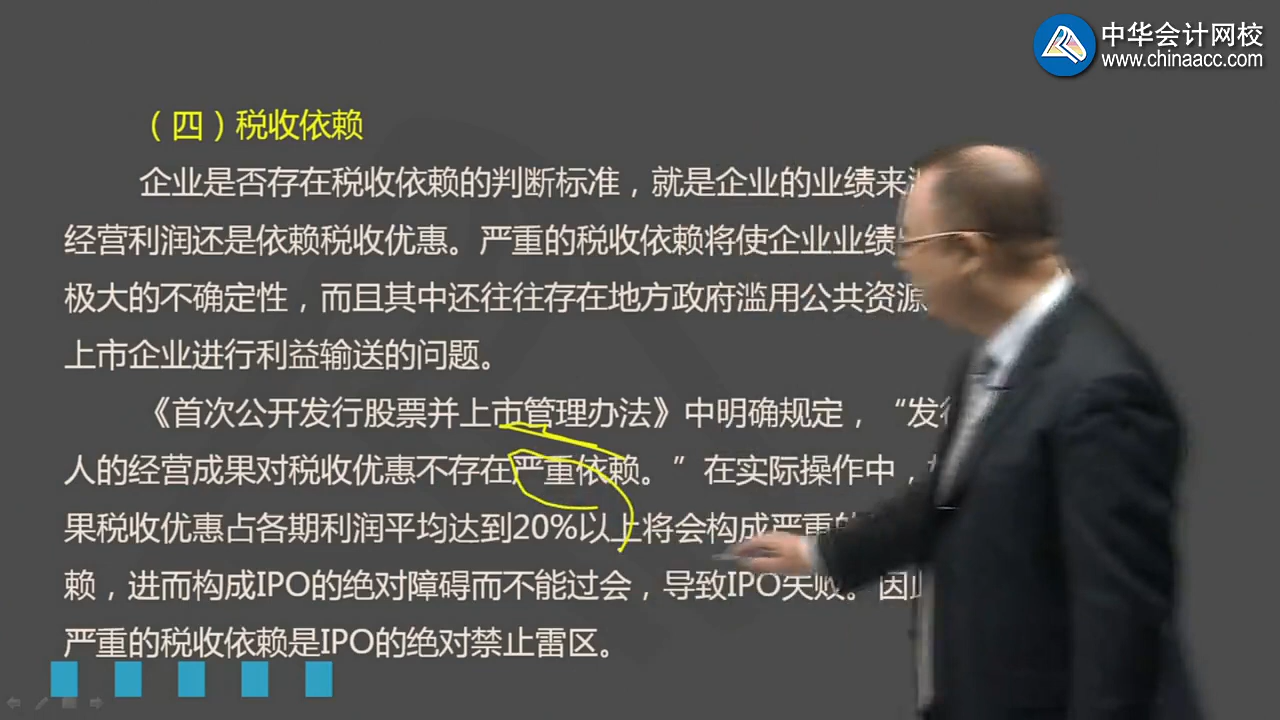 中华会计网校
www.chinaacc.com
（四）税收依赖
企业是否存在税收依赖的判断标准，就是企业的业绩来
经营利润还是依赖税收优惠。严重的税收依赖将使企业业绩
极大的不确定性，而且其中还往往存在地方政府滥用公共资源
上市企业进行利益输送的问题。
《首次公开发行股票并上市管理办法》中明确规定，“发行
人的经营成果对税收优惠不存在严重依赖。”在实际操作中，
果税收优惠占各期利润平均达到20%以上将会构成严重的
赖，进而构成IPO的绝对障碍而不能过会，导致IPO失败。因
严重的税收依赖是IPO的绝对禁止雷区。